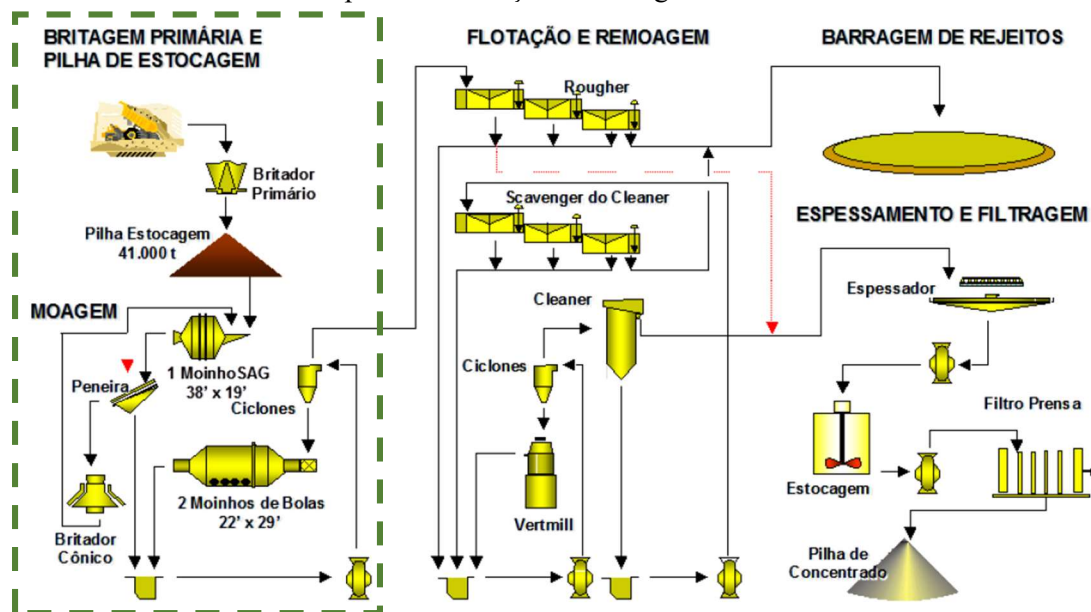 BRITAGEM PRIMÁRIA E
PILHA DE ESTOCAGEM
Britador
Primário
Pilha Estocagem
41.000 t
MOAGEM
1 Moinho SAG
38' x 19'
Peneira
Ciclones
2 Moinhos de Bolas
22' x 29'
Britador
Cônico
FLOTAÇÃO E REMOAGEM
Rougher
Scavenger do Cleaner
Cleaner
Ciclones
Vertmill
BARRAGEM DE REJEITOS
ESPESSAMENTO E FILTRAGEM
Espessador
Filtro Prensa
Estocagem
Pilha de
Concentrado